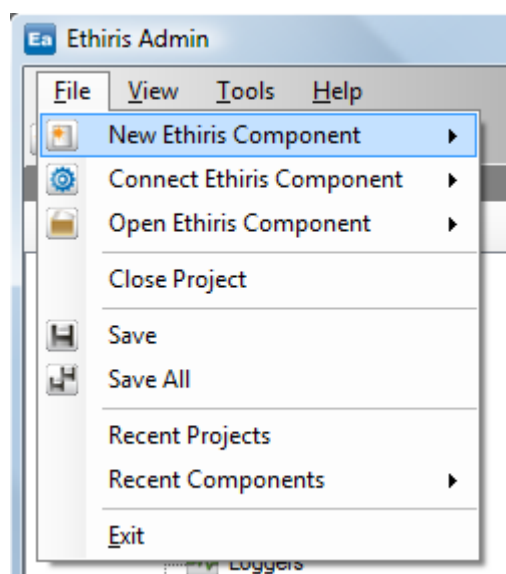 Ea Ethiris Admin
File View Tools Help
New Ethiris Component
Connect Ethiris Component
Open Ethiris Component
Close Project
Save
Save All
Recent Projects
Recent Components
Exit
Loggers